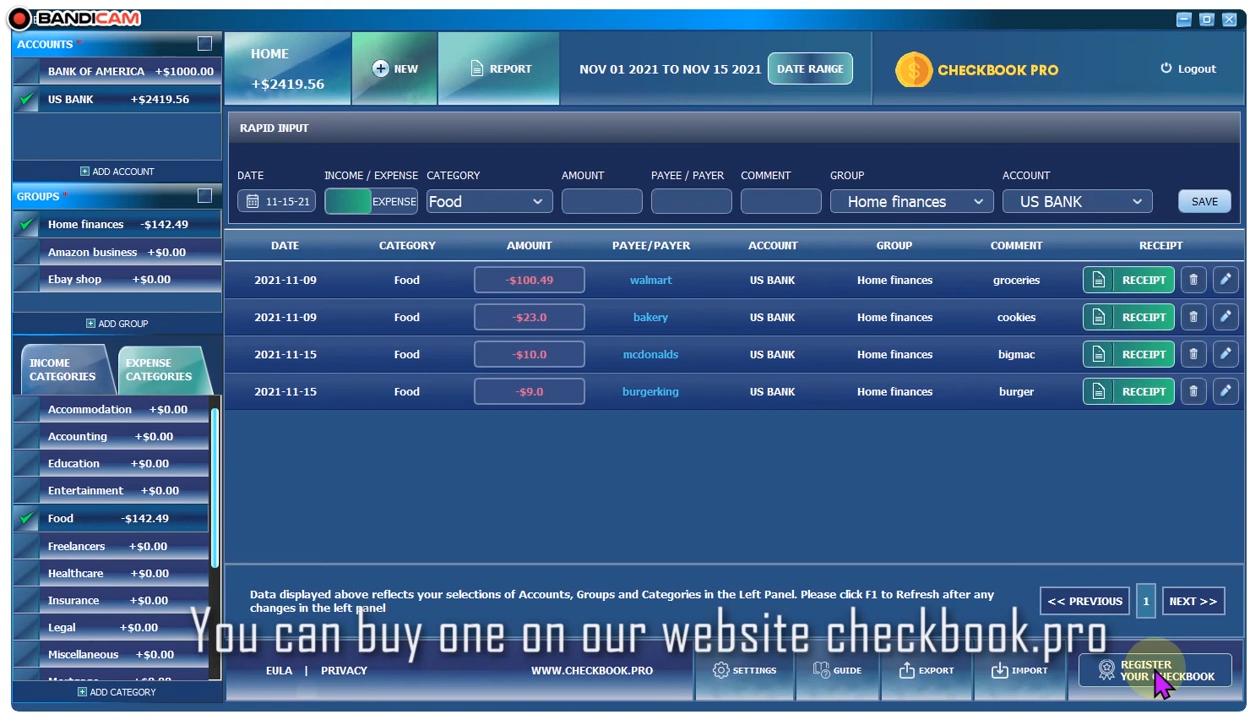 BANDICAM
ACCOUNTS *
BANK OF AMERICA +$1000.00
US BANK +$2419.56
ADD ACCOUNT
GROUPS *
Home finances -$142.49
Amazon business +$0.00
Ebay shop +$0.00
ADD GROUP
INCOME CATEGORIES
EXPENSE CATEGORIES
Accommodation +$0.00
Accounting +$0.00
Education +$0.00
Entertainment +$0.00
Food -$142.49
Freelancers +$0.00
Healthcare +$0.00
Insurance +$0.00
Legal +$0.00
Miscellaneous +$0.00
ADD CATEGORY
HOME
+$2419.56
NEW
REPORT
NOV 01 2021 TO NOV 15 2021 DATE RANGE
CHECKBOOK PRO
Logout
RAPID INPUT
DATE INCOME / EXPENSE CATEGORY AMOUNT PAYEE / PAYER COMMENT GROUP ACCOUNT
11-15-21 EXPENSE Food Home finances US BANK SAVE
DATE CATEGORY AMOUNT PAYEE/PAYER ACCOUNT GROUP COMMENT RECEIPT
2021-11-09 Food -$100.49 walmart US BANK Home finances groceries RECEIPT
2021-11-09 Food -$23.0 bakery US BANK Home finances cookies RECEIPT
2021-11-15 Food -$10.0 mcdonalds US BANK Home finances bigmac RECEIPT
2021-11-15 Food -$9.0 burgerking US BANK Home finances burger RECEIPT
Data displayed above reflects your selections of Accounts, Groups and Categories in the Left Panel. Please click F1 to Refresh after any
changes in the left panel
<< PREVIOUS 1 NEXT >>
You can buy one on our website checkbook.pro
EULA | PRIVACY WWW.CHECKBOOK.PRO SETTINGS GUIDE EXPORT IMPORT
REGISTER
YOUR CHECKBOOK